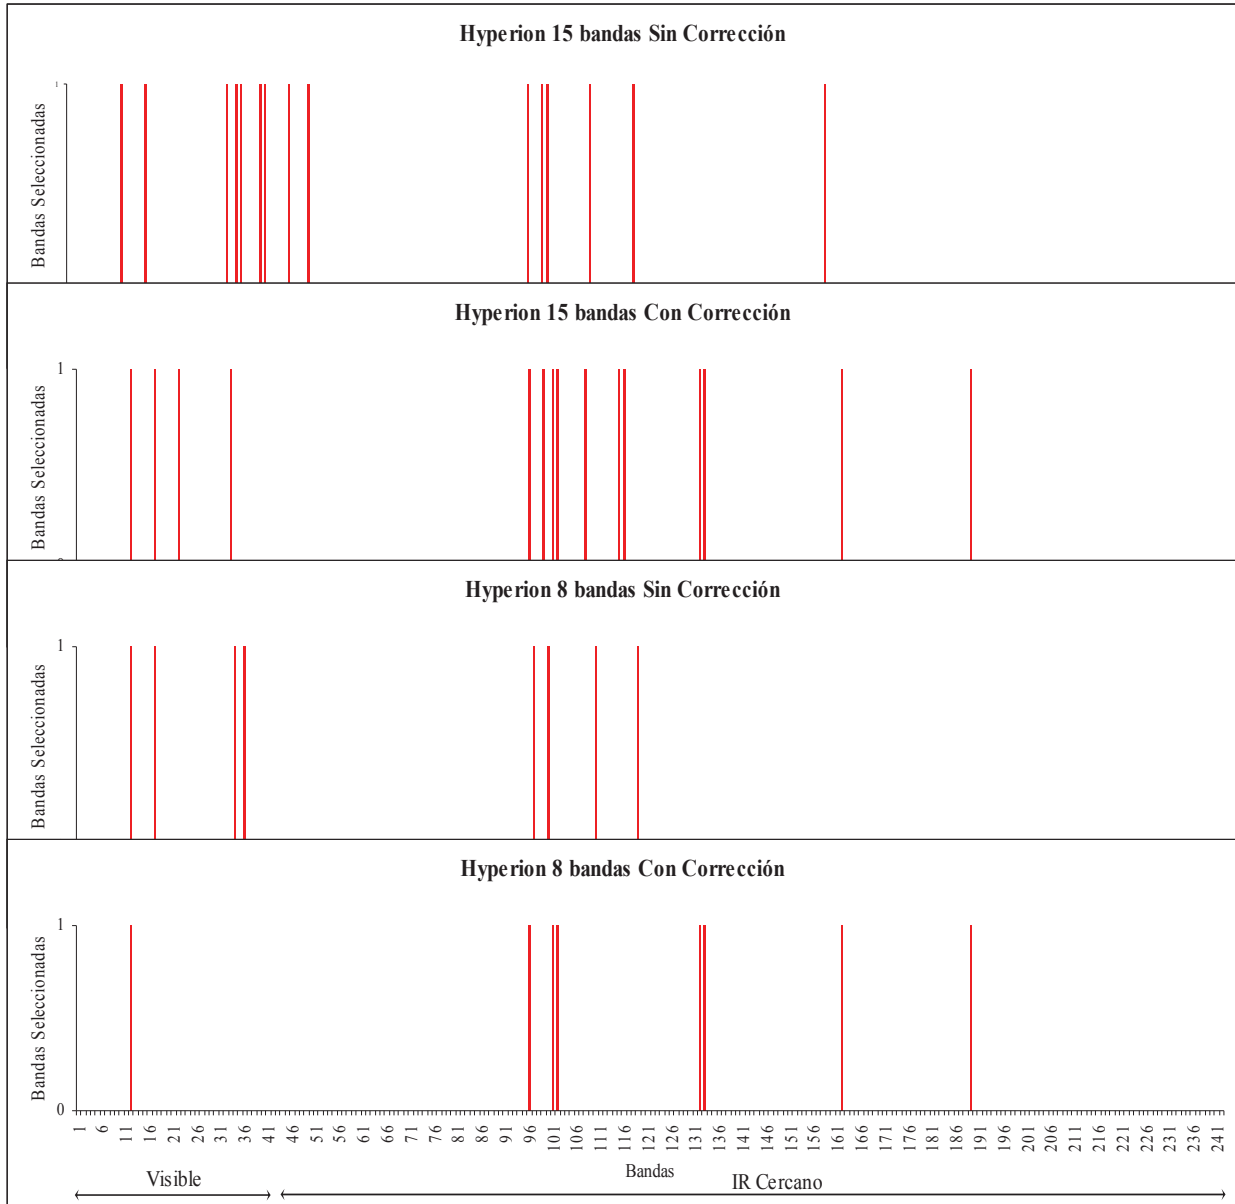 Hyperion 15 bandas Sin Corrección
1
Bandas Seleccionadas
Hyperion 15 bandas Con Corrección
1
Bandas Seleccionadas
Hyperion 8 bandas Sin Corrección
1
Bandas Seleccionadas
Hyperion 8 bandas Con Corrección
1
Bandas Seleccionadas
0
1 6 11 16 21 26 31 36 41 46 51 56 61 66 71 76 81 86 91 96 101 106 111 116 121 126 131 136 141 146 151 156 161 166 171 176 181 186 191 196 201 206 211 216 221 226 231 236 241
Bandas
Visible IR Cercano